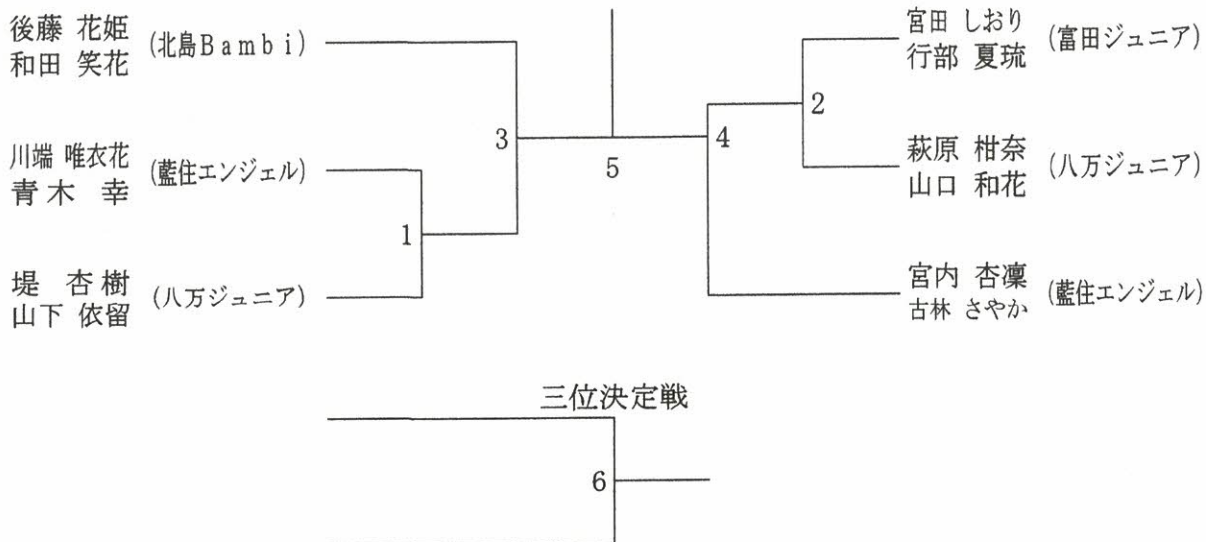 後藤 花姫
和田 笑花
(北島Bambi)
川端 唯衣花
青木 幸
(藍住エンジェル)
堤 杏樹
山下 依留
(八万ジュニア)
1
3
5
4
2
宮田 しおり
行部 夏琉
(富田ジュニア)
萩原 柑奈
山口 和花
(八万ジュニア)
宮内 杏凜
古林 さやか
(藍住エンジェル)
三位決定戦
6